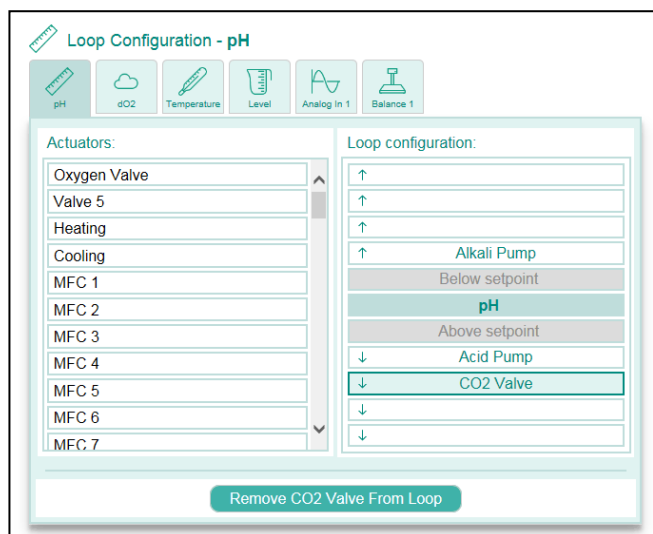 Loop Configuration - pH
pH
dO2
Temperature
Level
Analog In 1
Balance 1
Actuators:
Oxygen Valve
Valve 5
Heating
Cooling
MFC 1
MFC 2
MFC 3
MFC 4
MFC 5
MFC 6
MFC 7
Loop configuration:
↑
↑
↑
↑ Alkali Pump
Below setpoint
pH
Above setpoint
↓ Acid Pump
↓ CO2 Valve
↓
↓
Remove CO2 Valve From Loop